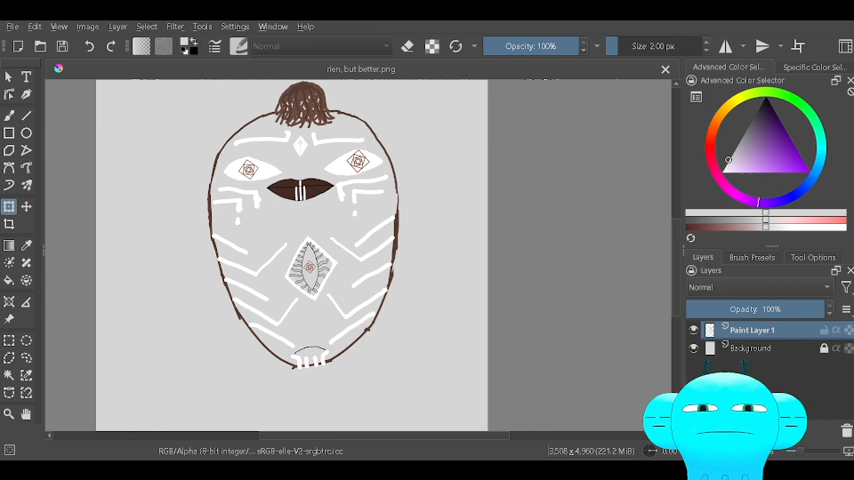 File Edit View Image Layer Select Filter Tools Settings Window Help
Normal Opacity: 100% Size: 2.00 px
rien, but better.png
Advanced Color Sel... Specific Color Sel...
Advanced Color Selector
Layers Brush Presets Tool Options
Layers
Normal
Opacity: 100%
Paint Layer 1
Background
RGB/Alpha (8-bit integer/... sRGB-elle-V2-srgbtrc.icc 3,508 x 4,960 (221.2 MiB)